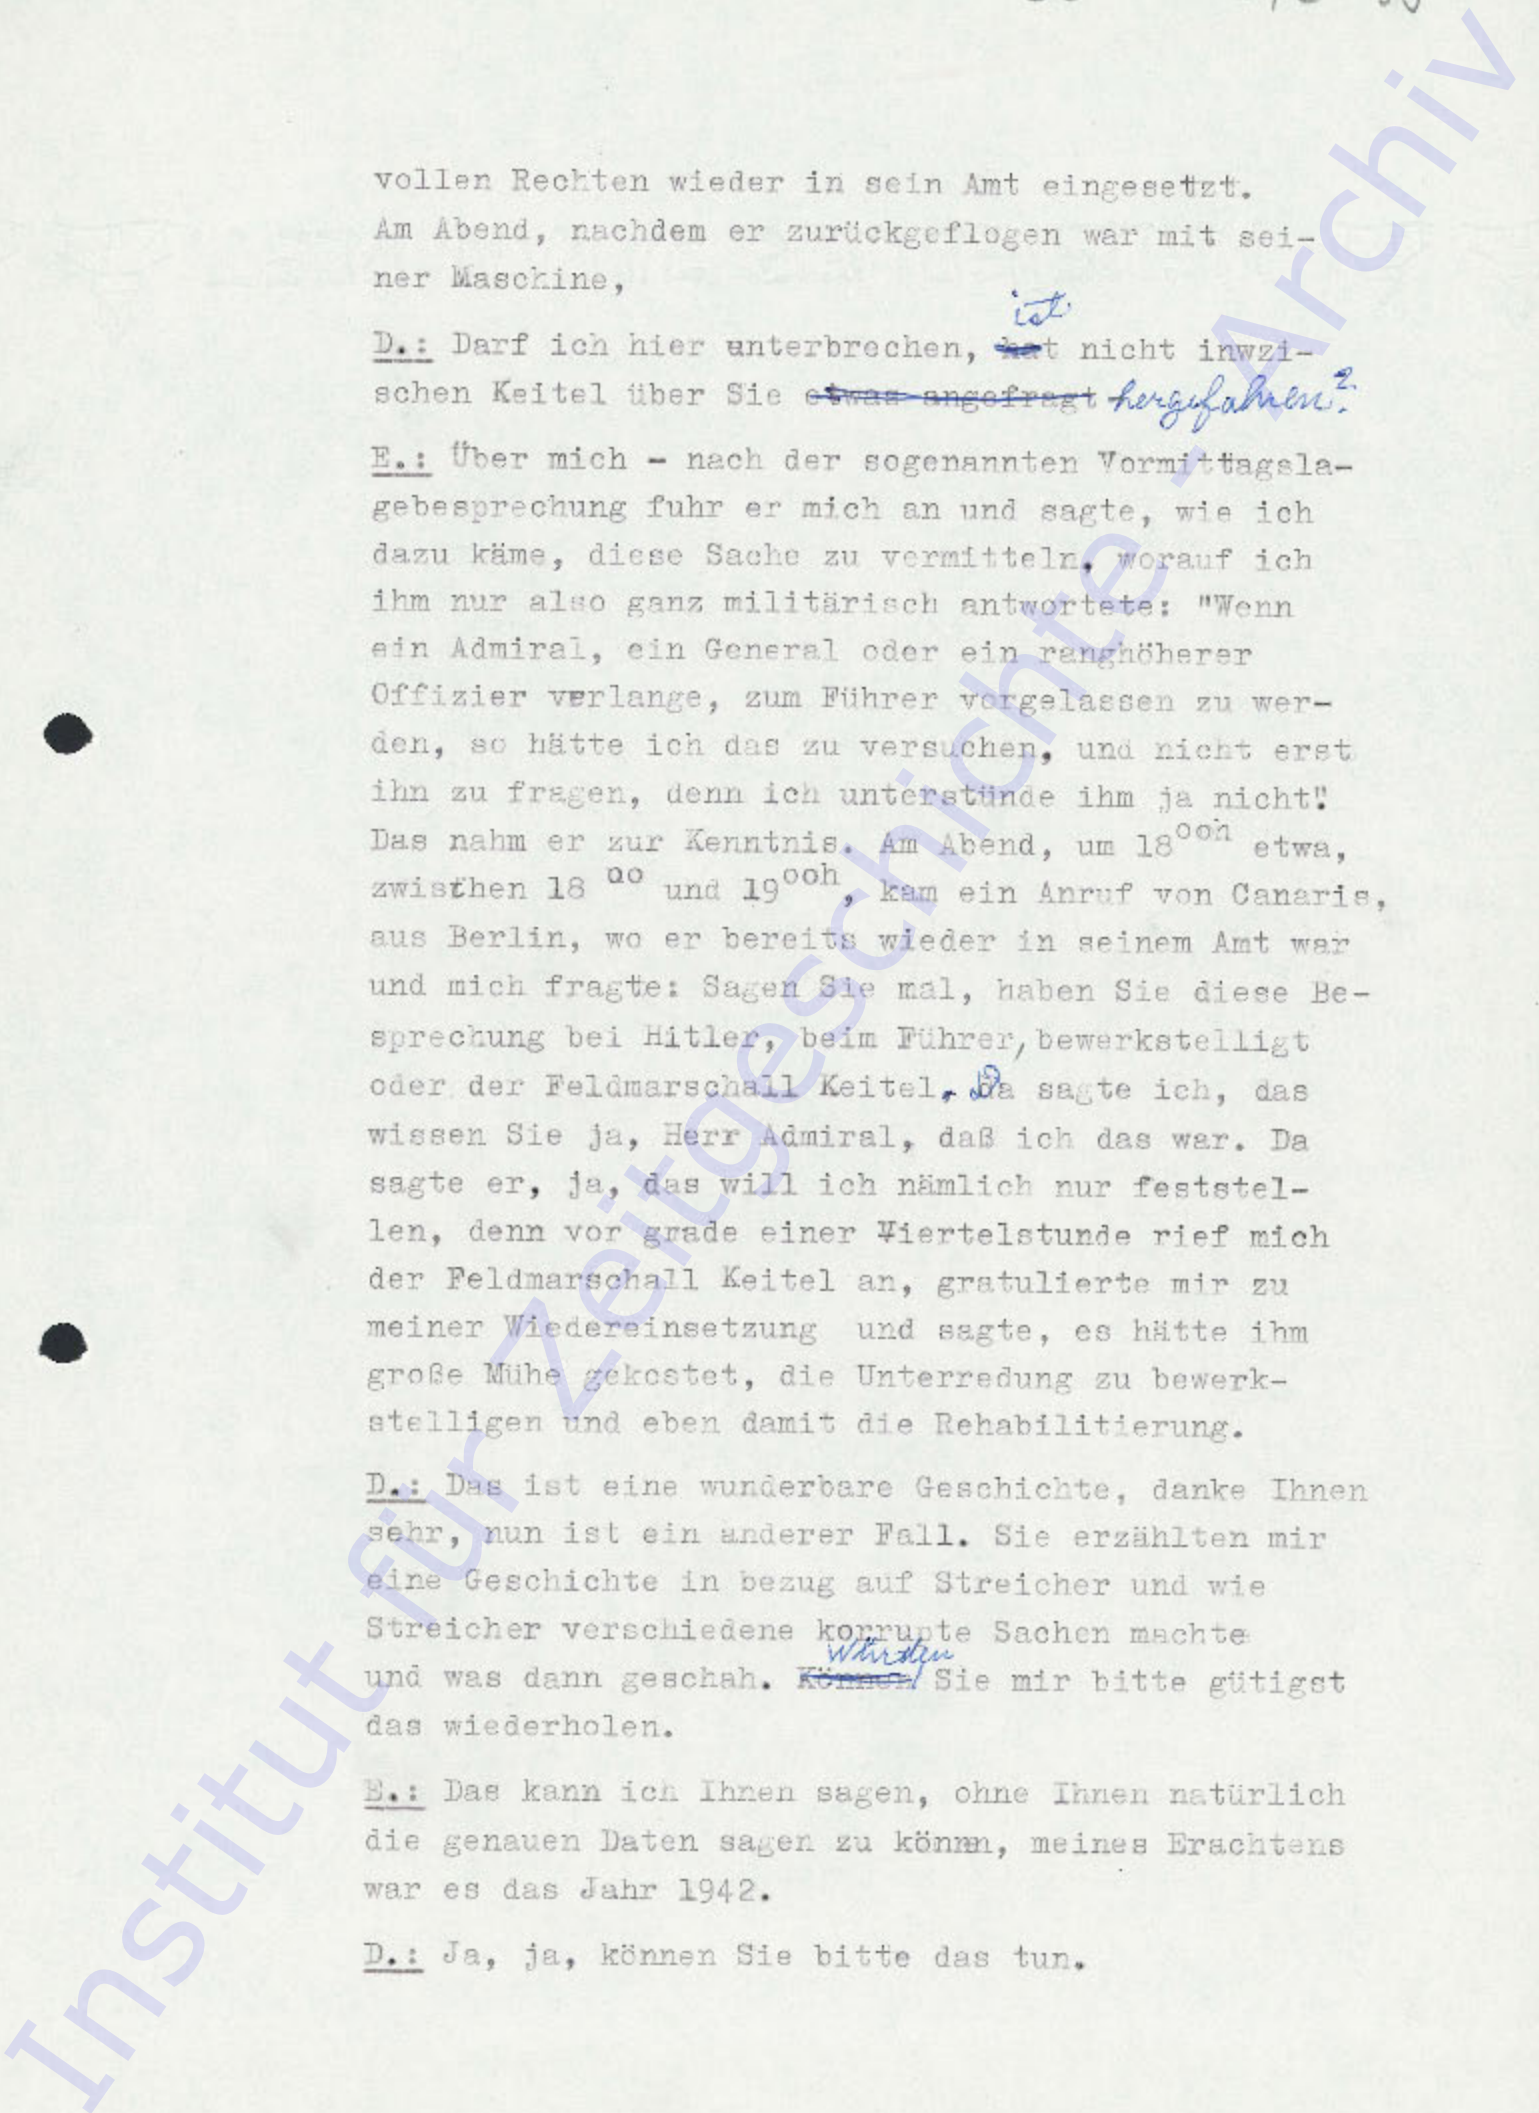 vollen Rechten wieder in sein Amt eingesetzt.
Am Abend, nachdem er zurückgeflogen war mit sei-
ner Maschine,
ist
D.: Darf ich hier unterbrechen, hat nicht inwzi-
schen Keitel über Sie etwas angefragt hergefahren?
E.: Über mich - nach der sogenannten Vormittagsla-
gebesprechung fuhr er mich an und sagte, wie ich
dazu käme, diese Sache zu vermitteln, worauf ich
ihm nur also ganz militärisch antwortete: "Wenn
ein Admiral, ein General oder ein ranghöherer
Offizier verlange, zum Führer vorgelassen zu wer-
den, so hätte ich das zu versuchen, und nicht erst
ihn zu fragen, denn ich unterstünde ihm ja nicht".
Das nahm er zur Kenntnis. Am Abend, um 18ooh etwa,
zwischen 18 oo und 19ooh, kam ein Anruf von Canaris,
aus Berlin, wo er bereits wieder in seinem Amt war
und mich fragte: Sagen Sie mal, haben Sie diese Be-
sprechung bei Hitler, beim Führer, bewerkstelligt
oder der Feldmarschall Keitel. Da sagte ich, das
wissen Sie ja, Herr Admiral, daß ich das war. Da
sagte er, ja, das will ich nämlich nur feststel-
len, denn vor grade einer Viertelstunde rief mich
der Feldmarschall Keitel an, gratulierte mir zu
meiner Wiedereinsetzung und sagte, es hätte ihm
große Mühe gekostet, die Unterredung zu bewerk-
stelligen und eben damit die Rehabilitierung.
D.: Das ist eine wunderbare Geschichte, danke Ihnen
sehr, nun ist ein anderer Fall. Sie erzählten mir
eine Geschichte in bezug auf Streicher und wie
Streicher verschiedene korrupte Sachen machte
würden
und was dann geschah. Können Sie mir bitte gütigst
das wiederholen.
E.: Das kann ich Ihnen sagen, ohne Ihnen natürlich
die genauen Daten sagen zu können, meines Erachtens
war es das Jahr 1942.
D.: Ja, ja, können Sie bitte das tun.
Institut für Zeitgeschichte - Archiv